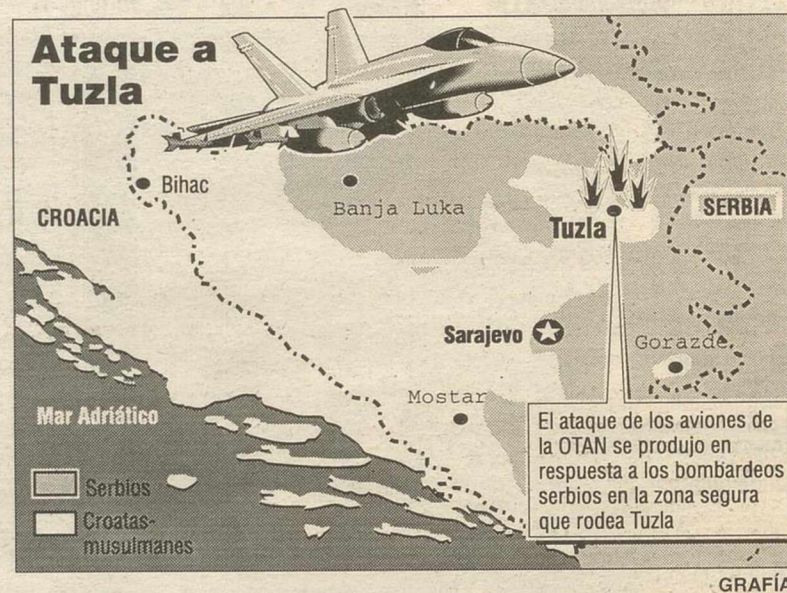 Ataque a
Tuzla
Bihac
Banja Luka
CROACIA
Tuzla
SERBIA
Sarajevo
Gorazde
Mostar
Mar Adriático
El ataque de los aviones de
la OTAN se produjo en
respuesta a los bombardeos
serbios en la zona segura
que rodea Tuzla
Serbios
Croatas-
musulmanes
GRAFÍA